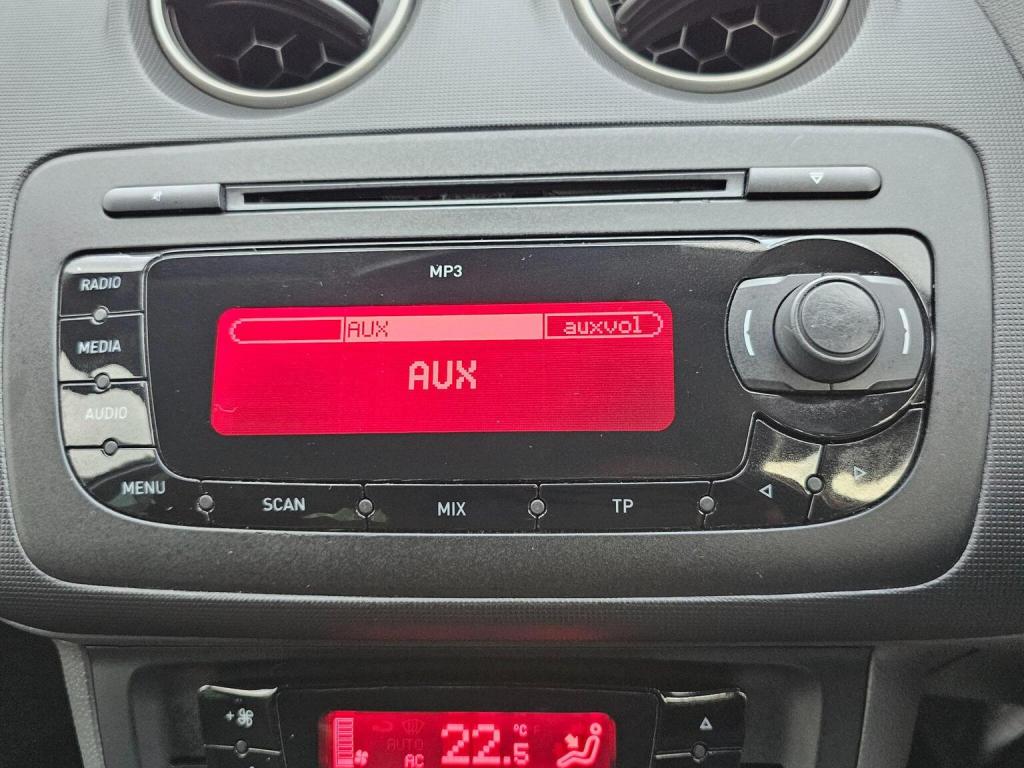 MP3
RADIO
AUX auxvol
MEDIA
AUX
AUDIO
MENU
SCAN MIX TP
AUTO
AC
22.5 °C